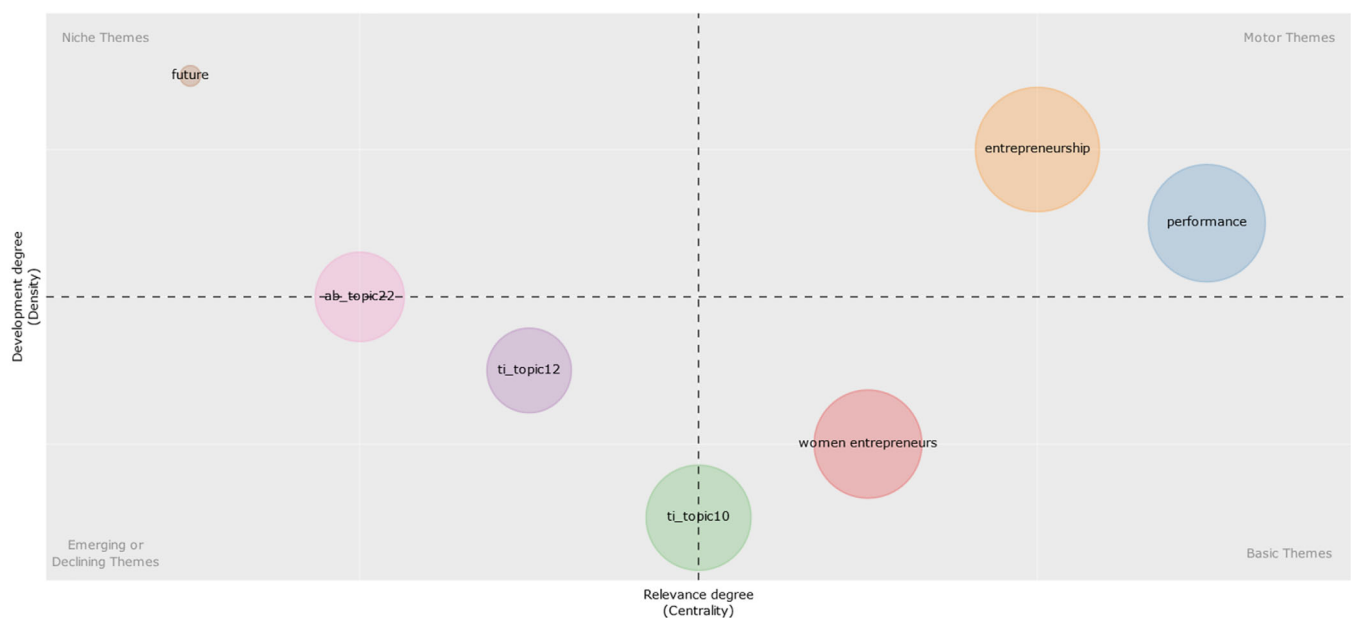 Niche Themes
Motor Themes
future
entrepreneurship
performance
Development degree
(Density)
ab_topic22
ti_topic12
women entrepreneurs
ti_topic10
Emerging or
Declining Themes
Basic Themes
Relevance degree
(Centrality)